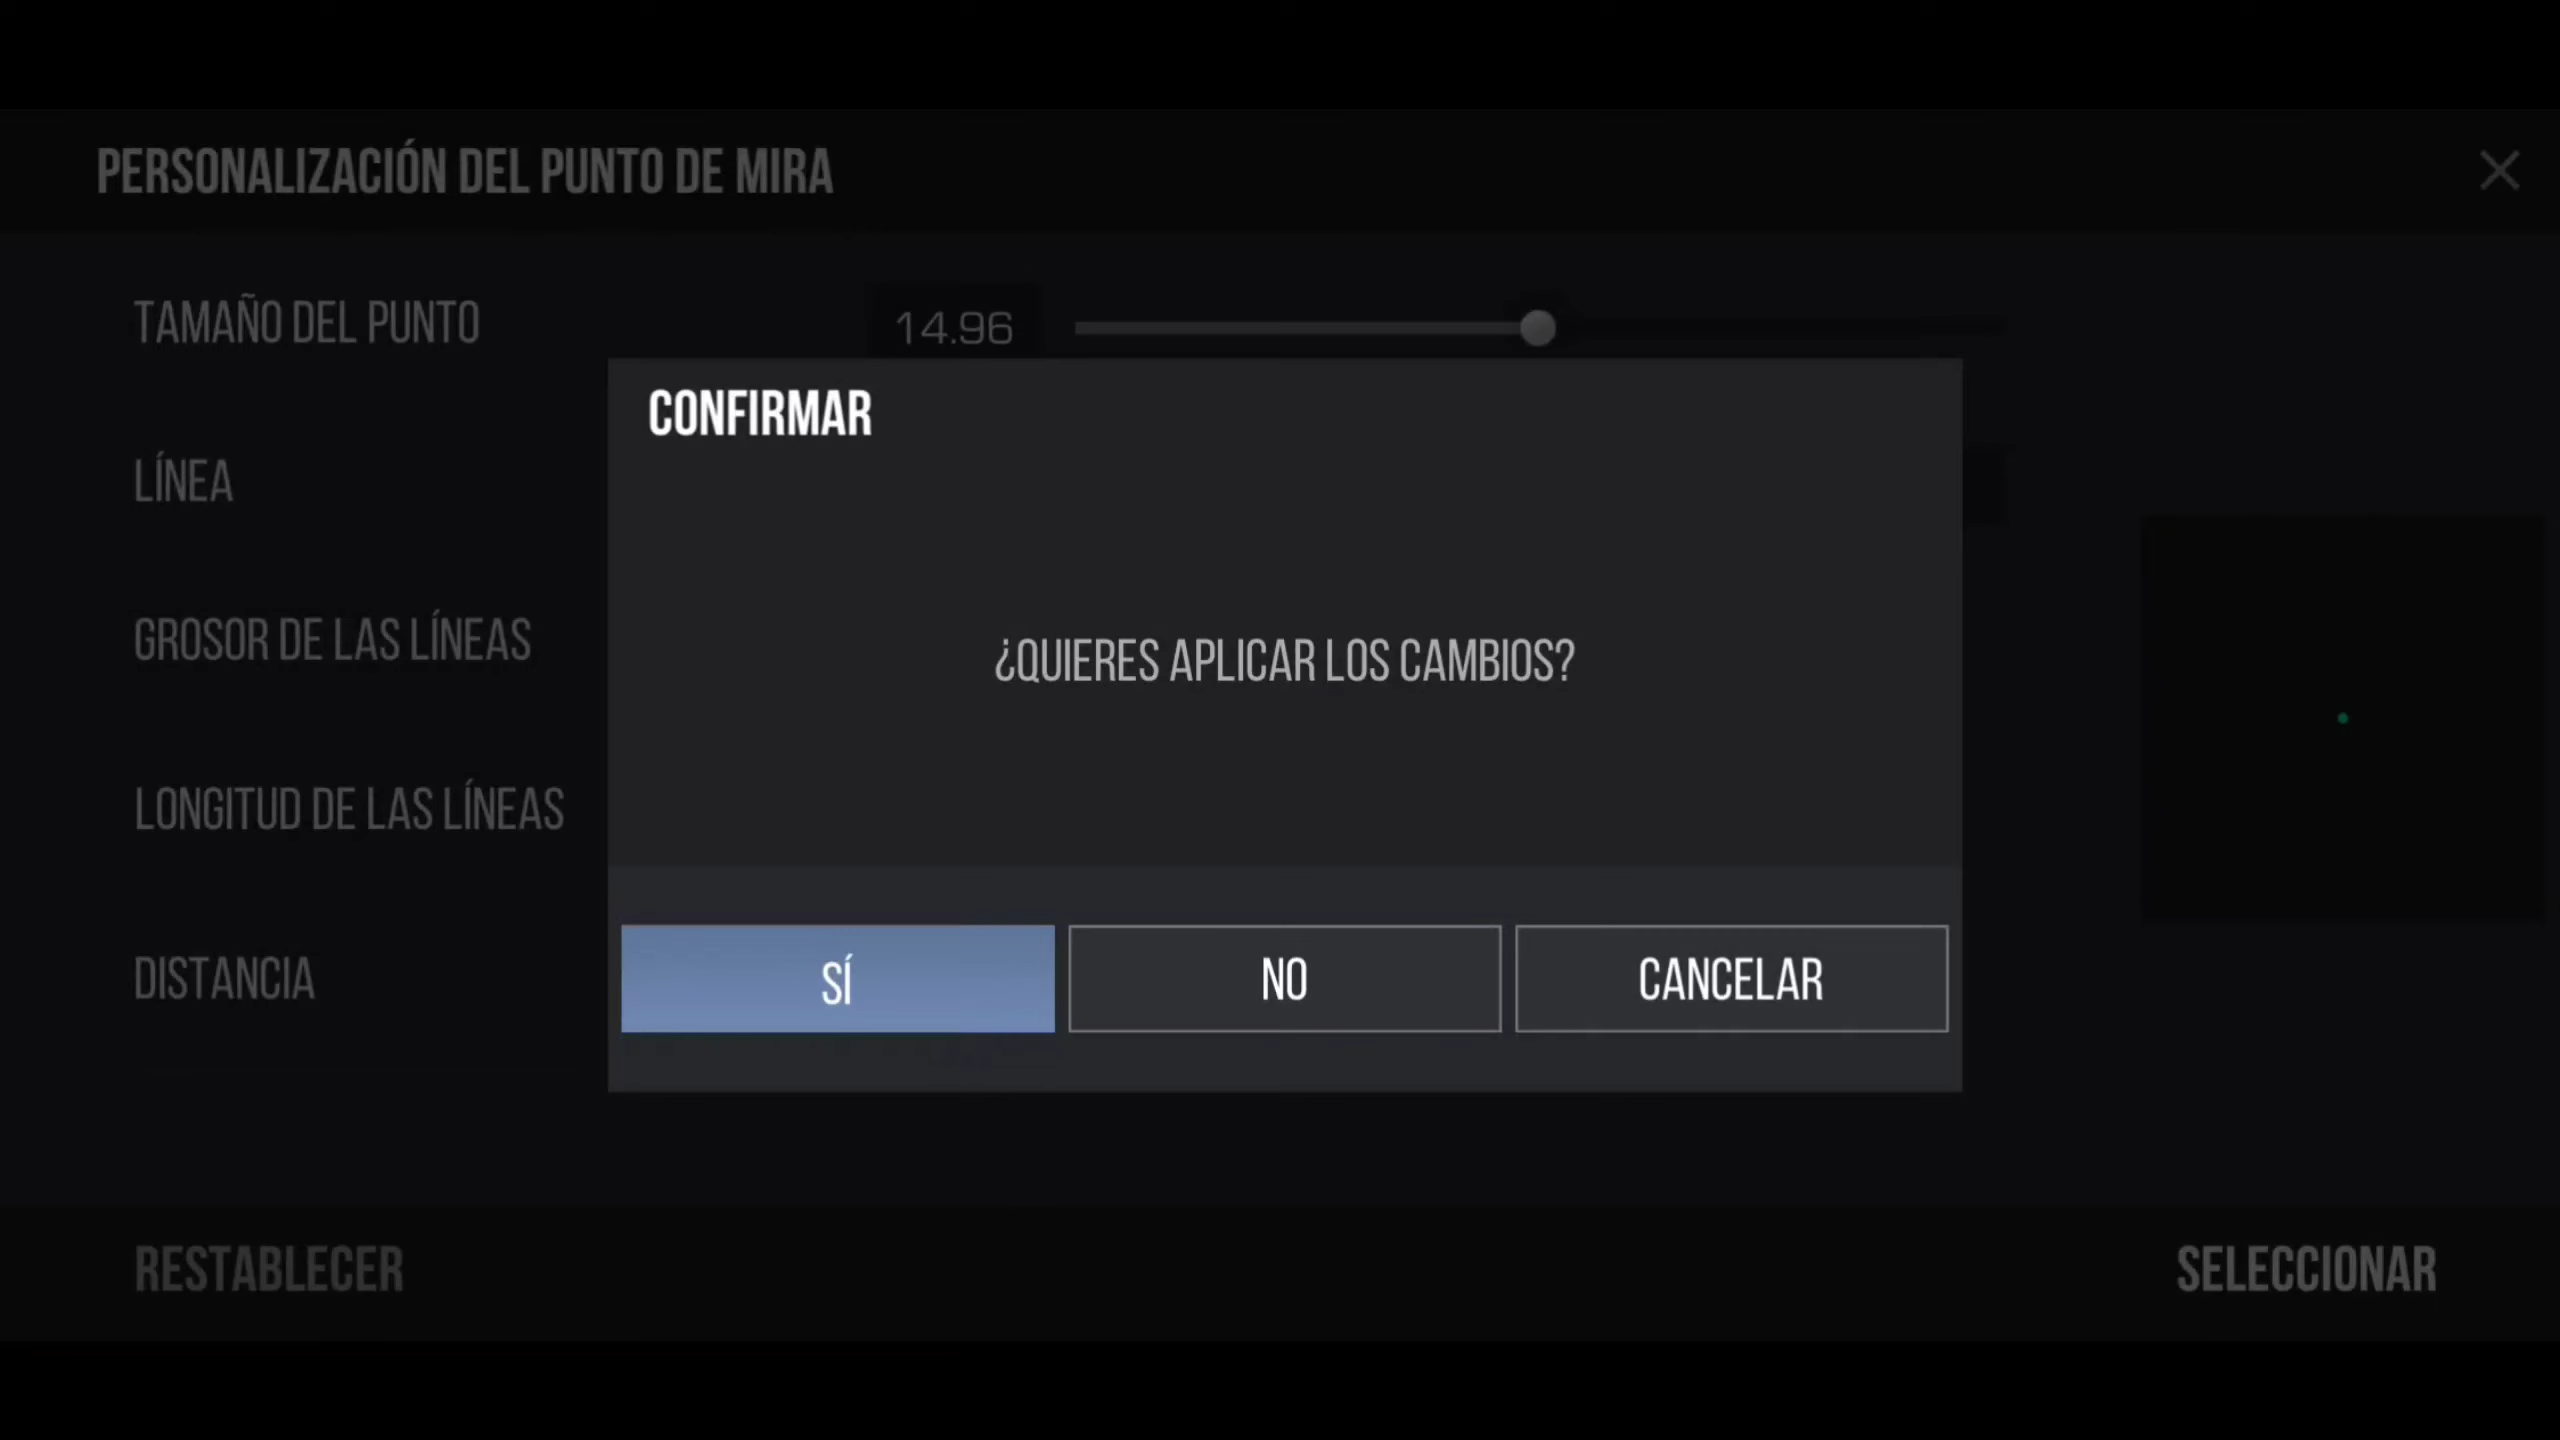 PERSONALIZACIÓN DEL PUNTO DE MIRA
TAMAÑO DEL PUNTO
14.96
CONFIRMAR
LÍNEA
GROSOR DE LAS LÍNEAS
¿QUIERES APLICAR LOS CAMBIOS?
LONGITUD DE LAS LÍNEAS
DISTANCIA
SÍ
NO
CANCELAR
RESTABLECER
SELECCIONAR